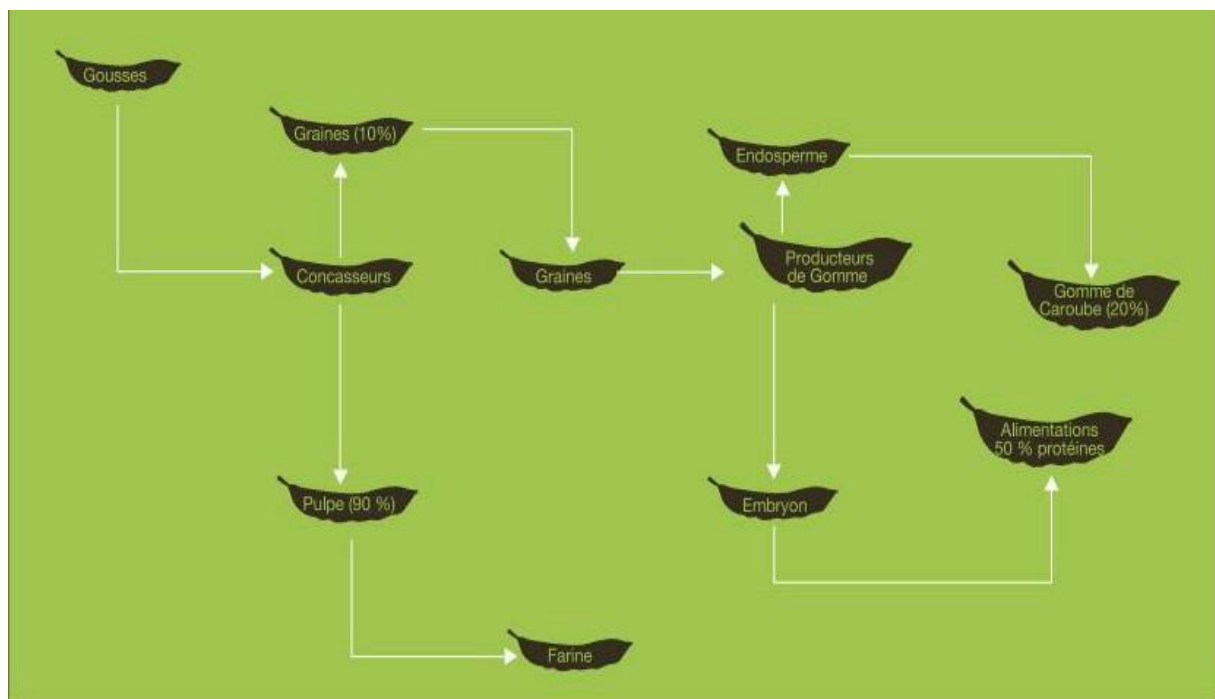 Gousses
Graines (10%)
Endosperme
Concasseurs
Graines
Producteurs
de Gomme
Gomme de
Caroube (20%)
Alimentations
50 % protéines
Pulpe (90 %)
Embryon
Farine